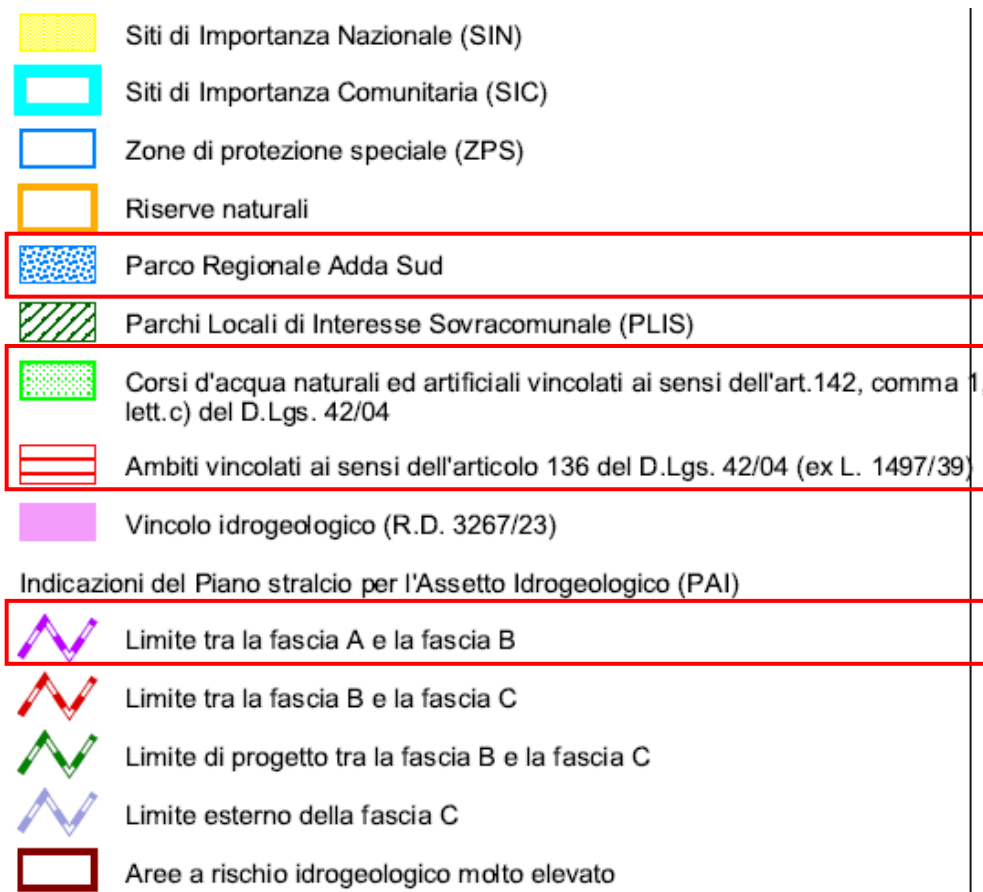 Siti di Importanza Nazionale (SIN)
Siti di Importanza Comunitaria (SIC)
Zone di protezione speciale (ZPS)
Riserve naturali
Parco Regionale Adda Sud
Parchi Locali di Interesse Sovracomunale (PLIS)
Corsi d'acqua naturali ed artificiali vincolati ai sensi dell'art.142, comma 1,
lett.c) del D.Lgs. 42/04
Ambiti vincolati ai sensi dell'articolo 136 del D.Lgs. 42/04 (ex L. 1497/39)
Vincolo idrogeologico (R.D. 3267/23)
Indicazioni del Piano stralcio per l'Assetto Idrogeologico (PAI)
Limite tra la fascia A e la fascia B
Limite tra la fascia B e la fascia C
Limite di progetto tra la fascia B e la fascia C
Limite esterno della fascia C
Aree a rischio idrogeologico molto elevato